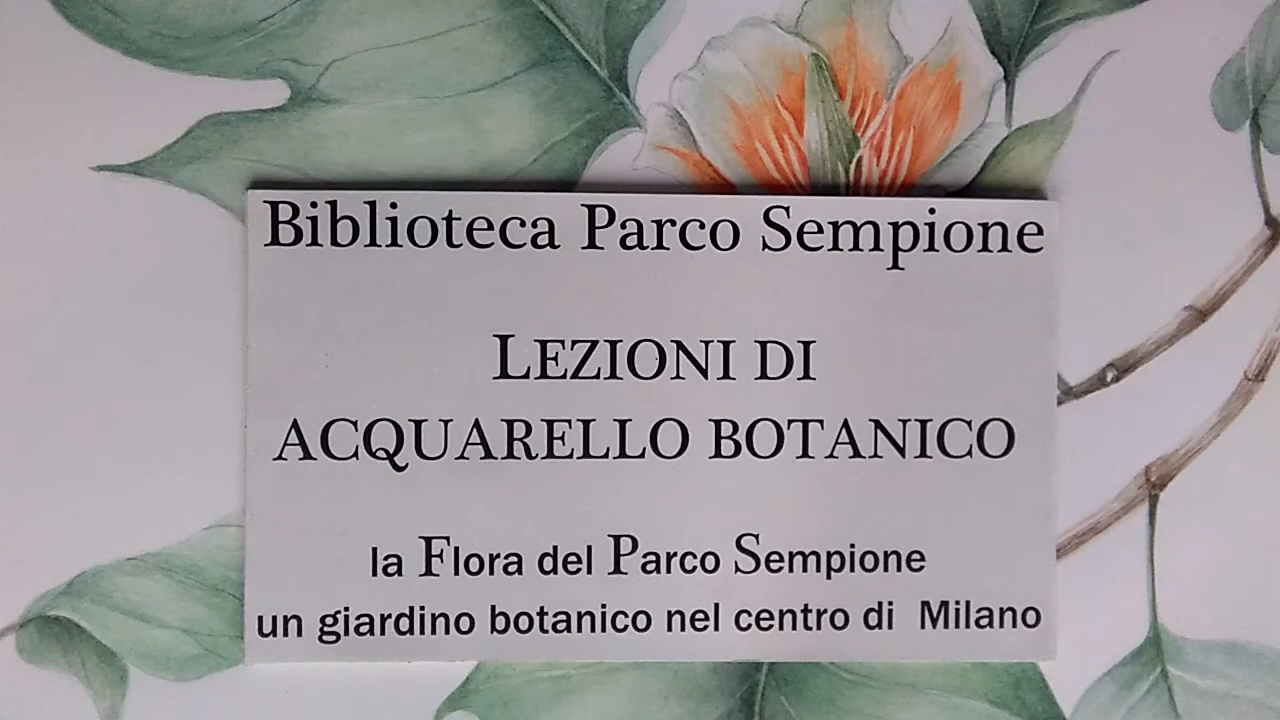 Biblioteca Parco Sempione
LEZIONI DI
ACQUARELLO BOTANICO
la Flora del Parco Sempione
un giardino botanico nel centro di Milano